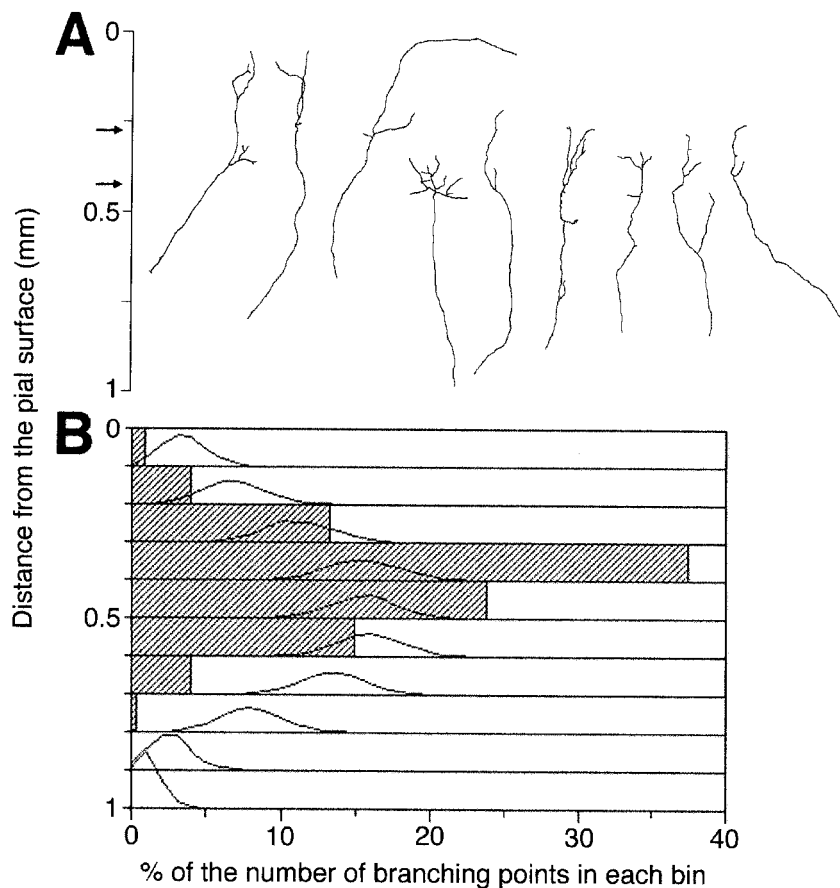 A
0
0.5
1
Distance from the pial surface (mm)
B
0
0.5
1
0 10 20 30 40
% of the number of branching points in each bin